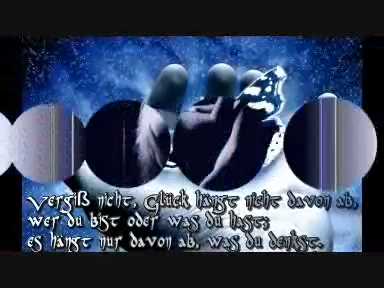 Vergiß nicht, Glück hängt nicht davon ab,
wer du bist oder was du hast;
es hängt nur davon ab, was du denkst.